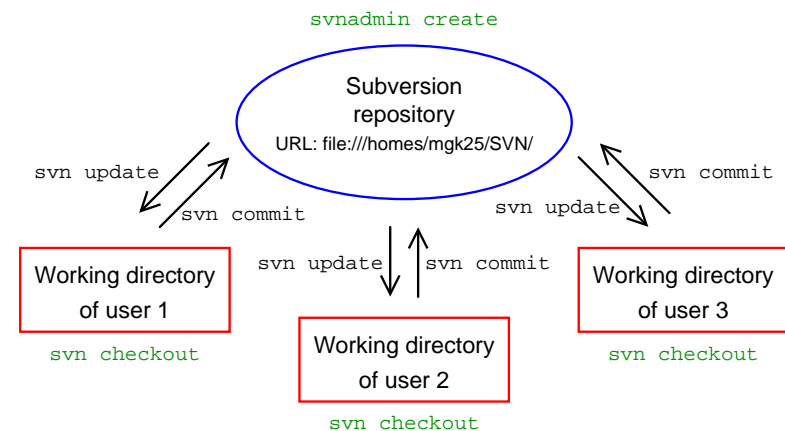 svnadmin create
Subversion
repository
URL: file:///homes/mgk25/SVN/
svn update
svn commit
svn commit
svn update
svn update
svn commit
Working directory
of user 1
svn checkout
Working directory
of user 2
svn checkout
Working directory
of user 3
svn checkout